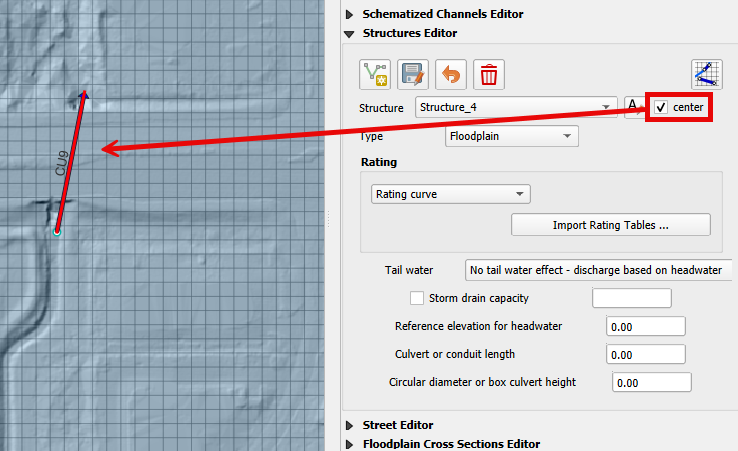 Schematized Channels Editor
Structures Editor
Structure Structure_4 A center
Type Floodplain
Rating
Rating curve
Import Rating Tables ...
Tail water No tail water effect - discharge based on headwater
Storm drain capacity
Reference elevation for headwater 0.00
Culvert or conduit length 0.00
Circular diameter or box culvert height 0.00
Street Editor
Floodplain Cross Sections Editor
CU9